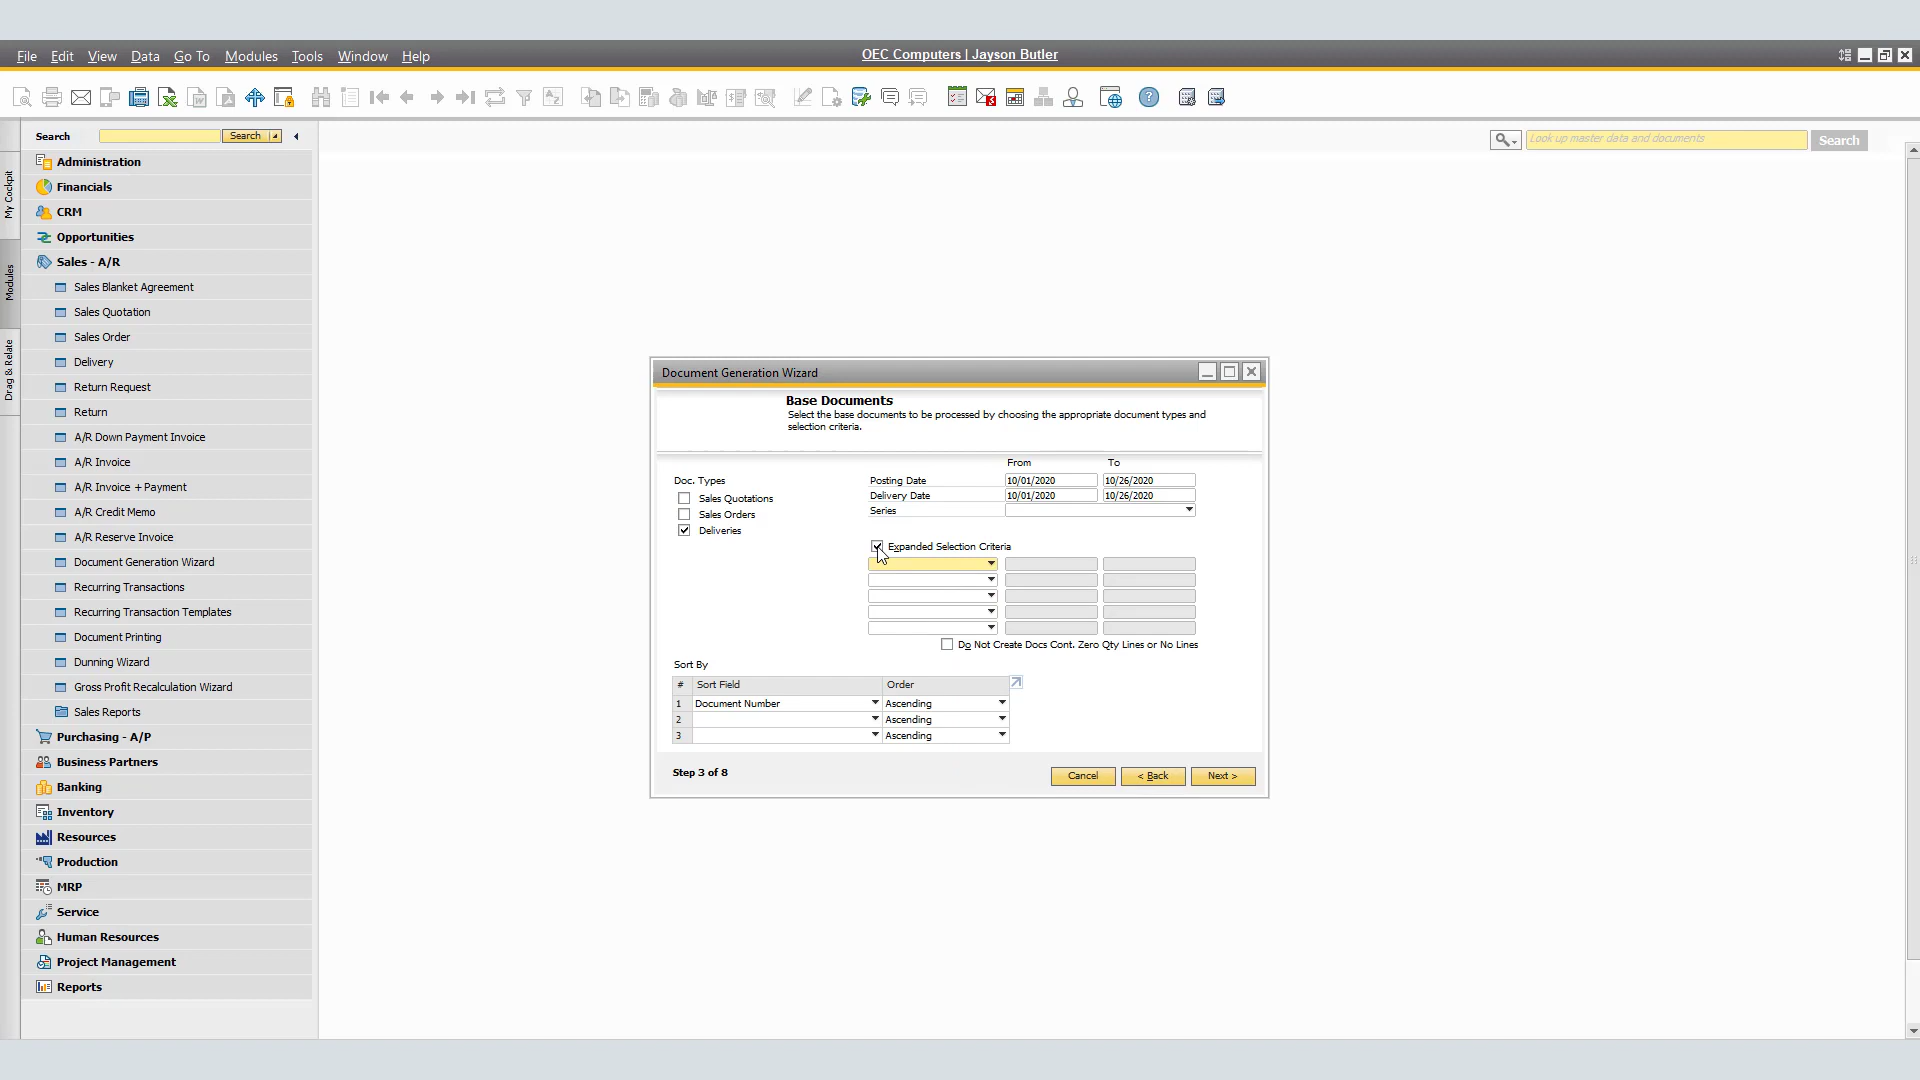 File Edit View Data Go To Modules Tools Window Help
OEC Computers | Jayson Butler
Search
Search
Look up master data and documents
Search
My Cockpit
Modules
Drag & Relate
Administration
Financials
CRM
Opportunities
Sales - A/R
Sales Blanket Agreement
Sales Quotation
Sales Order
Delivery
Return Request
Return
A/R Down Payment Invoice
A/R Invoice
A/R Invoice + Payment
A/R Credit Memo
A/R Reserve Invoice
Document Generation Wizard
Recurring Transactions
Recurring Transaction Templates
Document Printing
Dunning Wizard
Gross Profit Recalculation Wizard
Sales Reports
Purchasing - A/P
Business Partners
Banking
Inventory
Resources
Production
MRP
Service
Human Resources
Project Management
Reports
Document Generation Wizard
Base Documents
Select the base documents to be processed by choosing the appropriate document types and
selection criteria.
From To
Doc. Types
Sales Quotations
Sales Orders
Deliveries
Posting Date 10/01/2020 10/26/2020
Delivery Date 10/01/2020 10/26/2020
Series
Expanded Selection Criteria
Do Not Create Docs Cont. Zero Qty Lines or No Lines
Sort By
# Sort Field Order
1 Document Number Ascending
2 Ascending
3 Ascending
Step 3 of 8
Cancel
< Back
Next >